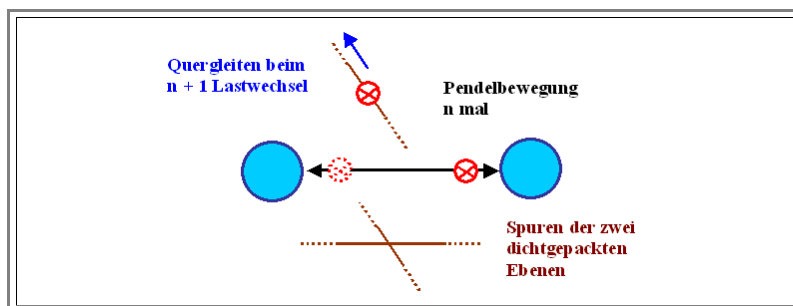 Quergleiten beim
n + 1 Lastwechsel
Pendelbewegung
n mal
Spuren der zwei
dichtgepackten
Ebenen